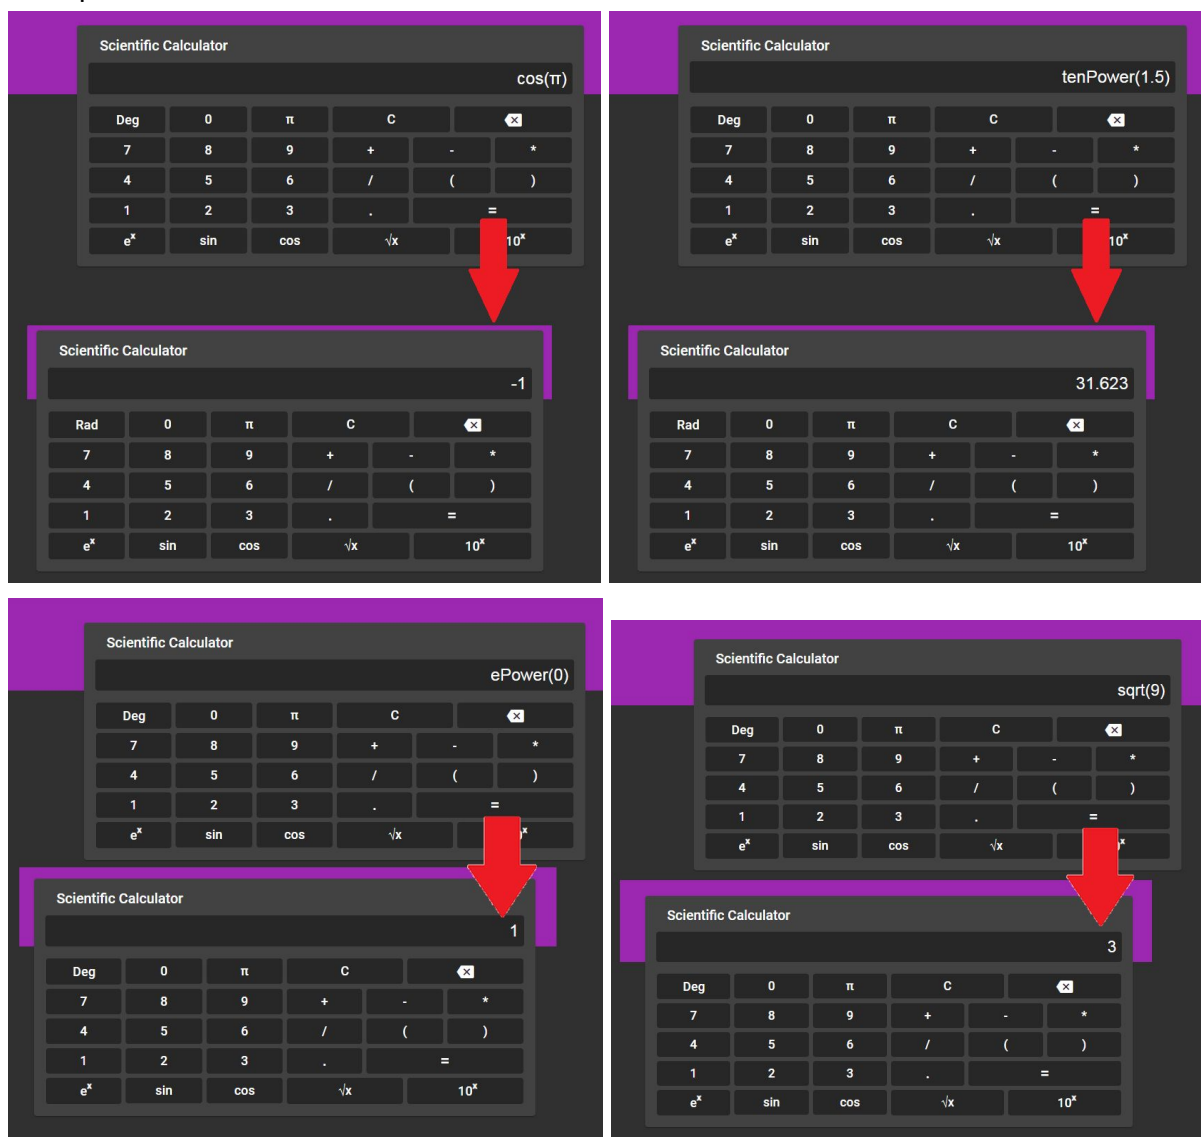 Scientific Calculator
cos(π)
Deg 0 π C
7 8 9 + - *
4 5 6 / ( )
1 2 3 . =
eˣ sin cos √x 10ˣ
Scientific Calculator
-1
Rad 0 π C
7 8 9 + - *
4 5 6 / ( )
1 2 3 . =
eˣ sin cos √x 10ˣ
Scientific Calculator
tenPower(1.5)
Deg 0 π C
7 8 9 + - *
4 5 6 / ( )
1 2 3 . =
eˣ sin cos √x 10ˣ
Scientific Calculator
31.623
Rad 0 π C
7 8 9 + - *
4 5 6 / ( )
1 2 3 . =
eˣ sin cos √x 10ˣ
Scientific Calculator
ePower(0)
Deg 0 π C
7 8 9 + - *
4 5 6 / ( )
1 2 3 . =
eˣ sin cos √x
Scientific Calculator
1
Deg 0 π C
7 8 9 + - *
4 5 6 / ( )
1 2 3 . =
eˣ sin cos √x 10ˣ
Scientific Calculator
sqrt(9)
Deg 0 π C
7 8 9 + - *
4 5 6 / ( )
1 2 3 . =
eˣ sin cos √x
Scientific Calculator
3
Deg 0 π C
7 8 9 + - *
4 5 6 / ( )
1 2 3 . =
eˣ sin cos √x 10ˣ